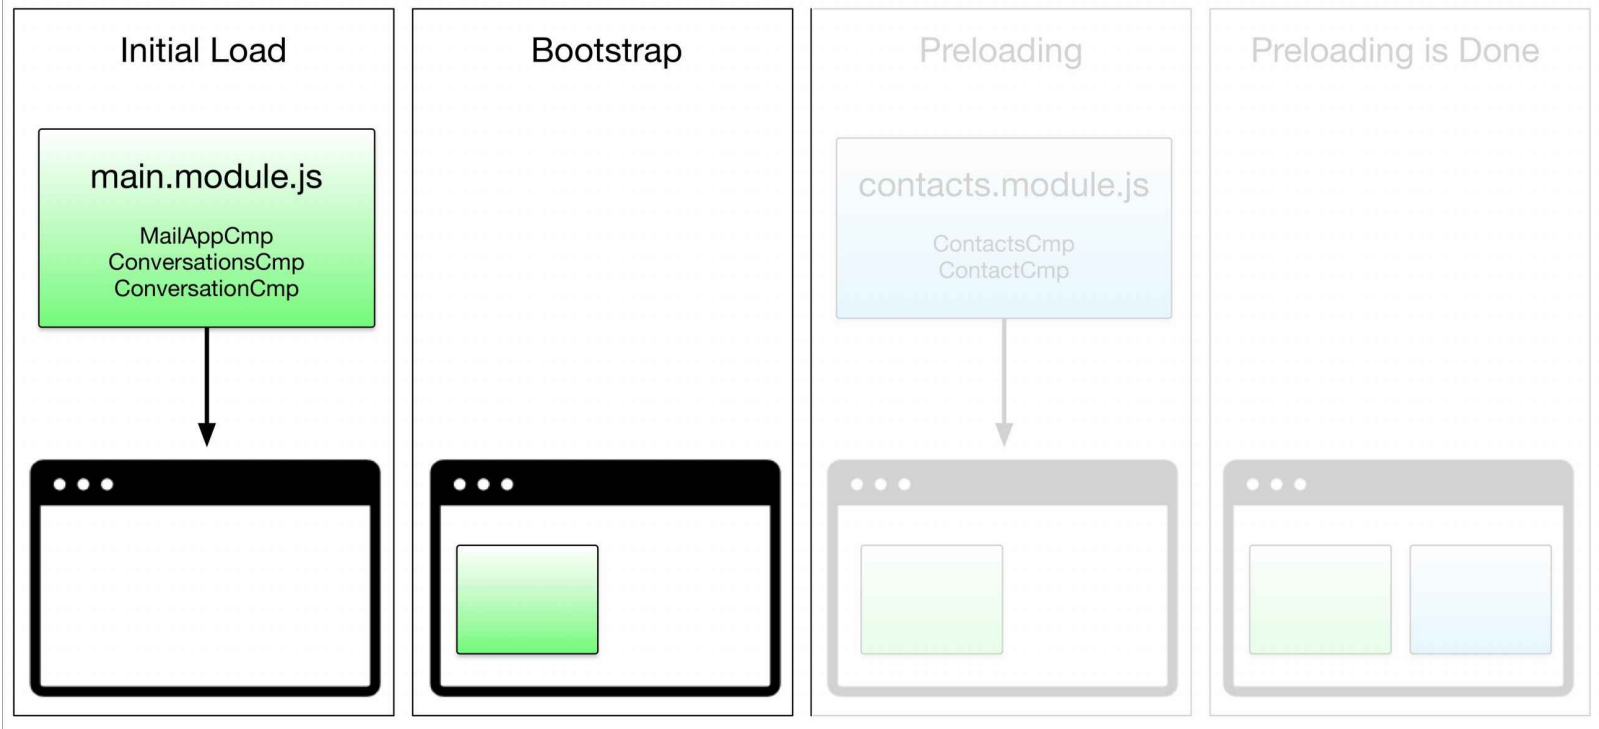 Initial Load
main.module.js
MailAppCmp
ConversationsCmp
ConversationCmp
Bootstrap
Preloading
contacts.module.js
ContactsCmp
ContactCmp
Preloading is Done